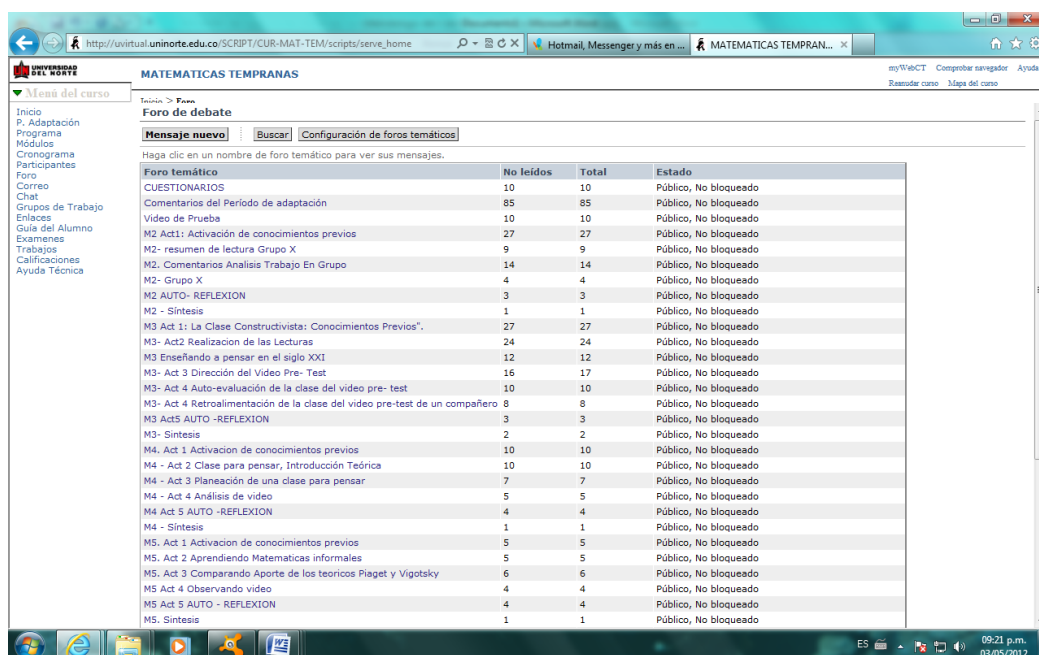 http://uvirtual.uninorte.edu.co/SCRIPT/CUR-MAT-TEM/scripts/serve_home
Hotmail, Messenger y más en ...
MATEMATICAS TEMPRAN...
UNIVERSIDAD
DEL NORTE
MATEMATICAS TEMPRANAS
myWebCT Comprobar navegador Ayuda
Reanudar curso Mapa del curso
Menú del curso
Inicio
P. Adaptación
Programa
Módulos
Cronograma
Participantes
Foro
Correo
Chat
Grupos de Trabajo
Enlaces
Guía del Alumno
Examenes
Trabajos
Calificaciones
Ayuda Técnica
Inicio > Foro
Foro de debate
Mensaje nuevo Buscar Configuración de foros temáticos
Haga clic en un nombre de foro temático para ver sus mensajes.
Foro temático No leídos Total Estado
CUESTIONARIOS 10 10 Público, No bloqueado
Comentarios del Período de adaptación 85 85 Público, No bloqueado
Video de Prueba 10 10 Público, No bloqueado
M2 Act1: Activación de conocimientos previos 27 27 Público, No bloqueado
M2- resumen de lectura Grupo X 9 9 Público, No bloqueado
M2. Comentarios Analisis Trabajo En Grupo 14 14 Público, No bloqueado
M2- Grupo X 4 4 Público, No bloqueado
M2 AUTO- REFLEXION 3 3 Público, No bloqueado
M2 - Síntesis 1 1 Público, No bloqueado
M3 Act 1: La Clase Constructivista: Conocimientos Previos". 27 27 Público, No bloqueado
M3- Act2 Realizacion de las Lecturas 24 24 Público, No bloqueado
M3 Enseñando a pensar en el siglo XXI 12 12 Público, No bloqueado
M3- Act 3 Dirección del Video Pre- Test 16 17 Público, No bloqueado
M3- Act 4 Auto-evaluación de la clase del video pre- test 10 10 Público, No bloqueado
M3- Act 4 Retroalimentación de la clase del video pre-test de un compañero 8 8 Público, No bloqueado
M3 Act5 AUTO -REFLEXION 3 3 Público, No bloqueado
M3- Sintesis 2 2 Público, No bloqueado
M4. Act 1 Activacion de conocimientos previos 10 10 Público, No bloqueado
M4 - Act 2 Clase para pensar, Introducción Teórica 10 10 Público, No bloqueado
M4 - Act 3 Planeación de una clase para pensar 7 7 Público, No bloqueado
M4 - Act 4 Análisis de video 5 5 Público, No bloqueado
M4 Act 5 AUTO -REFLEXION 4 4 Público, No bloqueado
M4 - Síntesis 1 1 Público, No bloqueado
M5. Act 1 Activacion de conocimientos previos 5 5 Público, No bloqueado
M5. Act 2 Aprendiendo Matematicas informales 5 5 Público, No bloqueado
M5. Act 3 Comparando Aporte de los teoricos Piaget y Vigotsky 6 6 Público, No bloqueado
M5 Act 4 Observando video 4 4 Público, No bloqueado
M5 Act 5 AUTO - REFLEXION 4 4 Público, No bloqueado
M5. Sintesis 1 1 Público, No bloqueado
ES
09:21 p.m.
03/05/2012